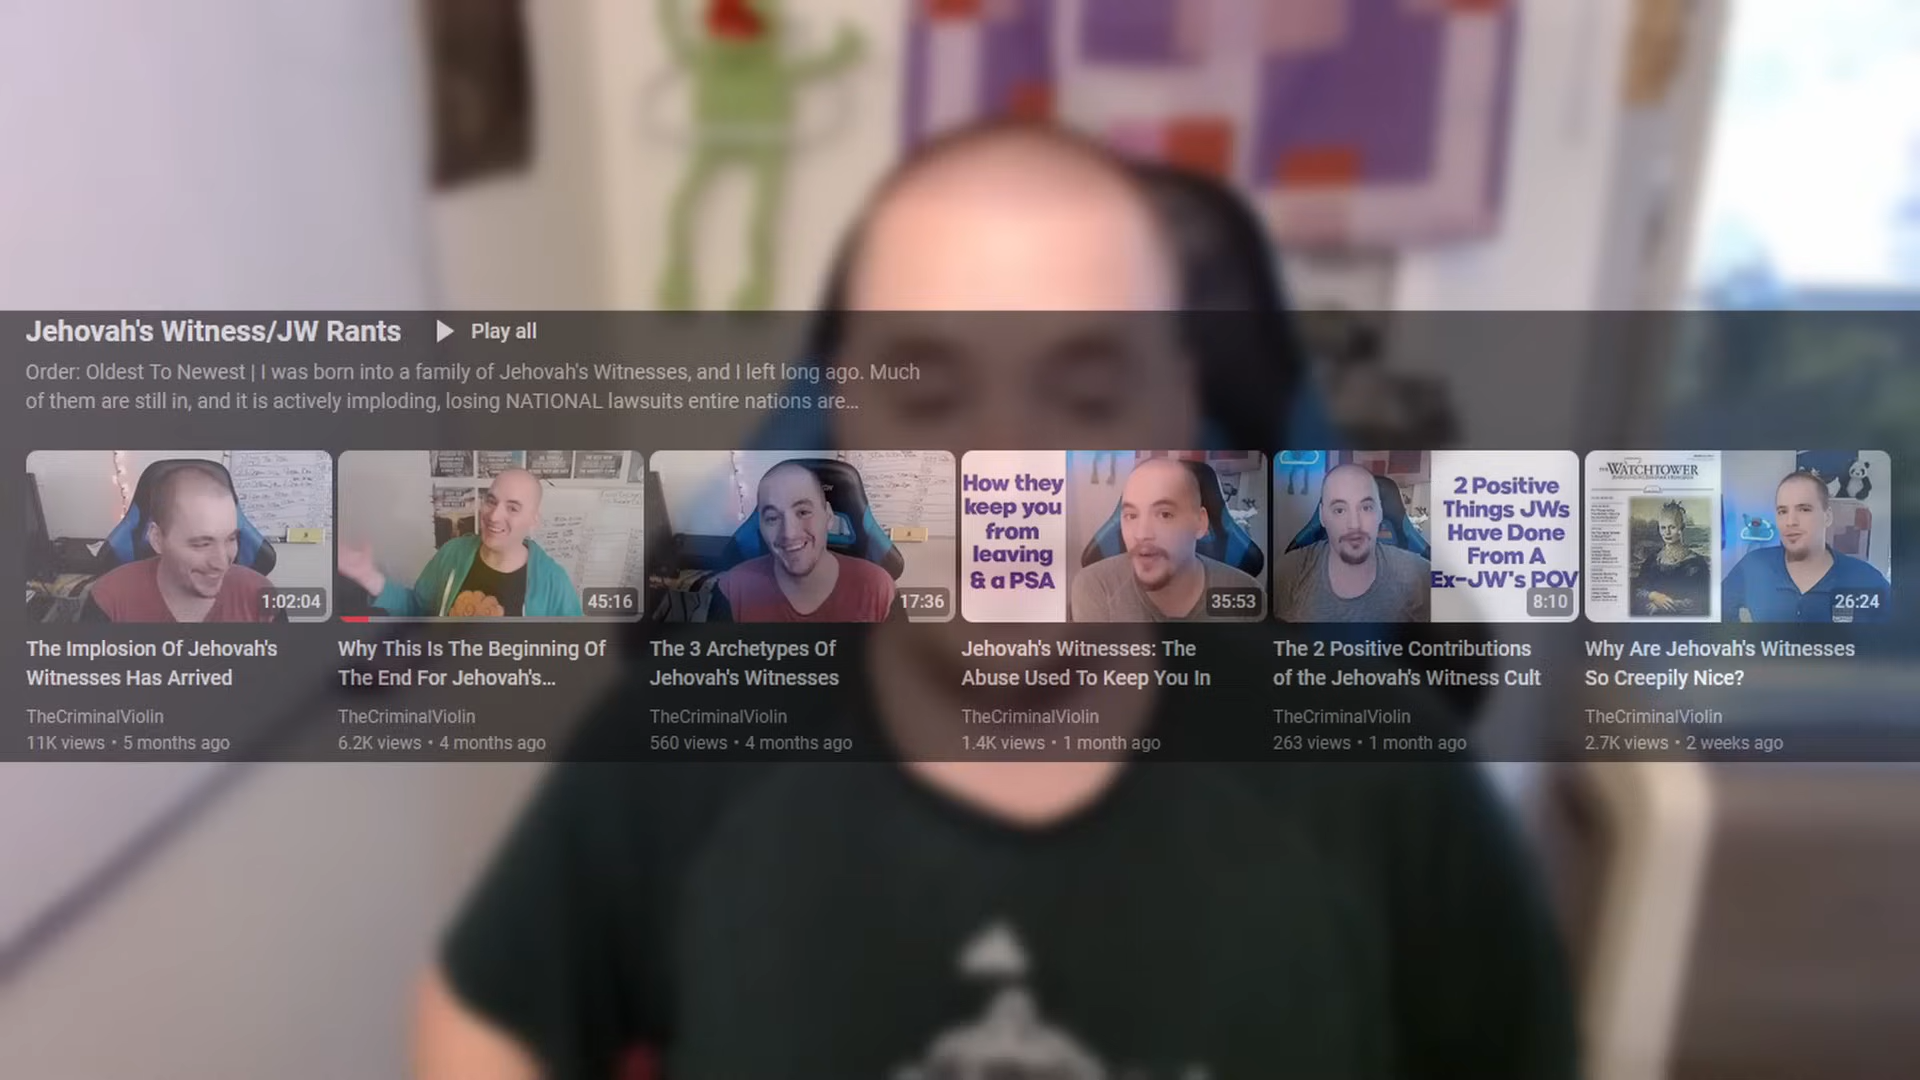 Jehovah's Witness/JW Rants
Play all
Order: Oldest To Newest | I was born into a family of Jehovah's Witnesses, and I left long ago. Much
of them are still in, and it is actively imploding, losing NATIONAL lawsuits entire nations are...
1:02:04
The Implosion Of Jehovah's
Witnesses Has Arrived
TheCriminalViolin
11K views • 5 months ago
45:16
Why This Is The Beginning Of
The End For Jehovah's...
TheCriminalViolin
6.2K views • 4 months ago
17:36
The 3 Archetypes Of
Jehovah's Witnesses
TheCriminalViolin
560 views • 4 months ago
How they
keep you
from
leaving
& a PSA
35:53
Jehovah's Witnesses: The
Abuse Used To Keep You In
TheCriminalViolin
1.4K views • 1 month ago
2 Positive
Things JWs
Have Done
From A
Ex-JW's POV
8:10
The 2 Positive Contributions
of the Jehovah's Witness Cult
TheCriminalViolin
263 views • 1 month ago
THE WATCHTOWER
26:24
Why Are Jehovah's Witnesses
So Creepily Nice?
TheCriminalViolin
2.7K views • 2 weeks ago